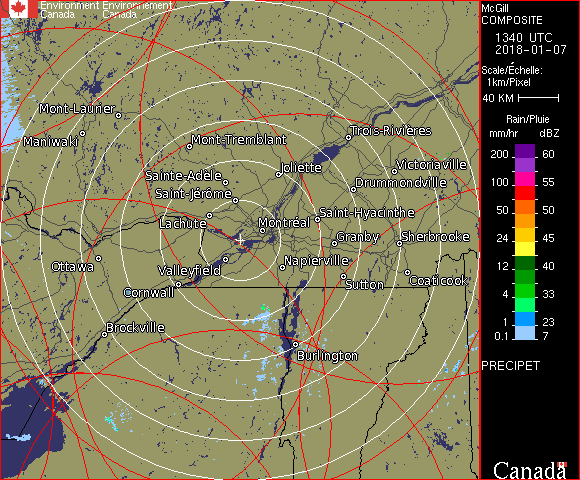 Environment Environnement
Canada Canada
McGill
COMPOSITE
1340 UTC
2018-01-07
Scale/Échelle:
1km/Pixel
40 KM
Rain/Pluie
mm/hr dBZ
200 60
100 55
50 50
24 45
12 40
4 33
1 23
0.1 7
PRECIPET
Canada
Mont-Laurier
Maniwaki
Mont-Tremblant
Trois-Rivières
Joliette
Victoriaville
Sainte-Adèle
Drummondville
Saint-Jérôme
Lachute
Montréal
Saint-Hyacinthe
Granby
Sherbrooke
Ottawa
Valleyfield
Napierville
Cornwall
Sutton
Coaticook
Brockville
Burlington